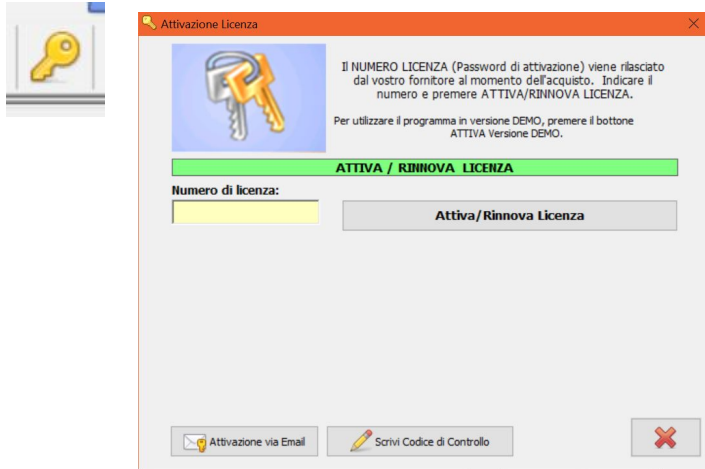 Attivazione Licenza
Il NUMERO LICENZA (Password di attivazione) viene rilasciato
dal vostro fornitore al momento dell'acquisto. Indicare il
numero e premere ATTIVA/RINNOVA LICENZA.
Per utilizzare il programma in versione DEMO, premere il bottone
ATTIVA Versione DEMO.
ATTIVA / RINNOVA LICENZA
Numero di licenza:
Attiva/Rinnova Licenza
Attivazione via Email
Scrivi Codice di Controllo